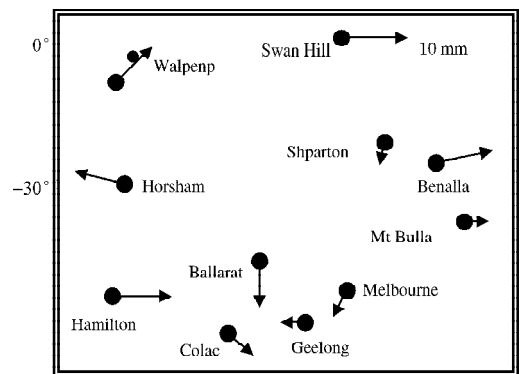 0°
Swan Hill
10 mm
Walpenp
Shparton
Benalla
−30°
Horsham
Mt Bulla
Ballarat
Melbourne
Hamilton
Colac
Geelong